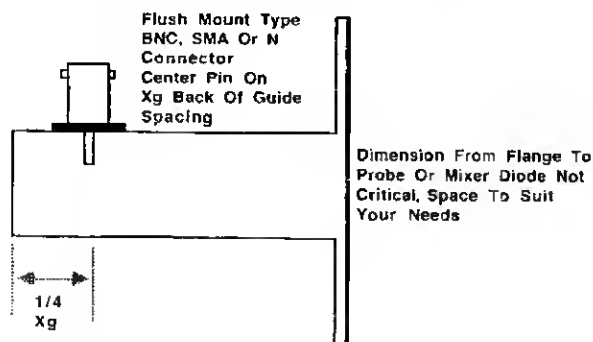 Flush Mount Type
BNC, SMA Or N
Connector
Center Pin On
Xg Back Of Guide
Spacing
Dimension From Flange To
Probe Or Mixer Diode Not
Critical, Space To Suit
Your Needs
1/4
Xg